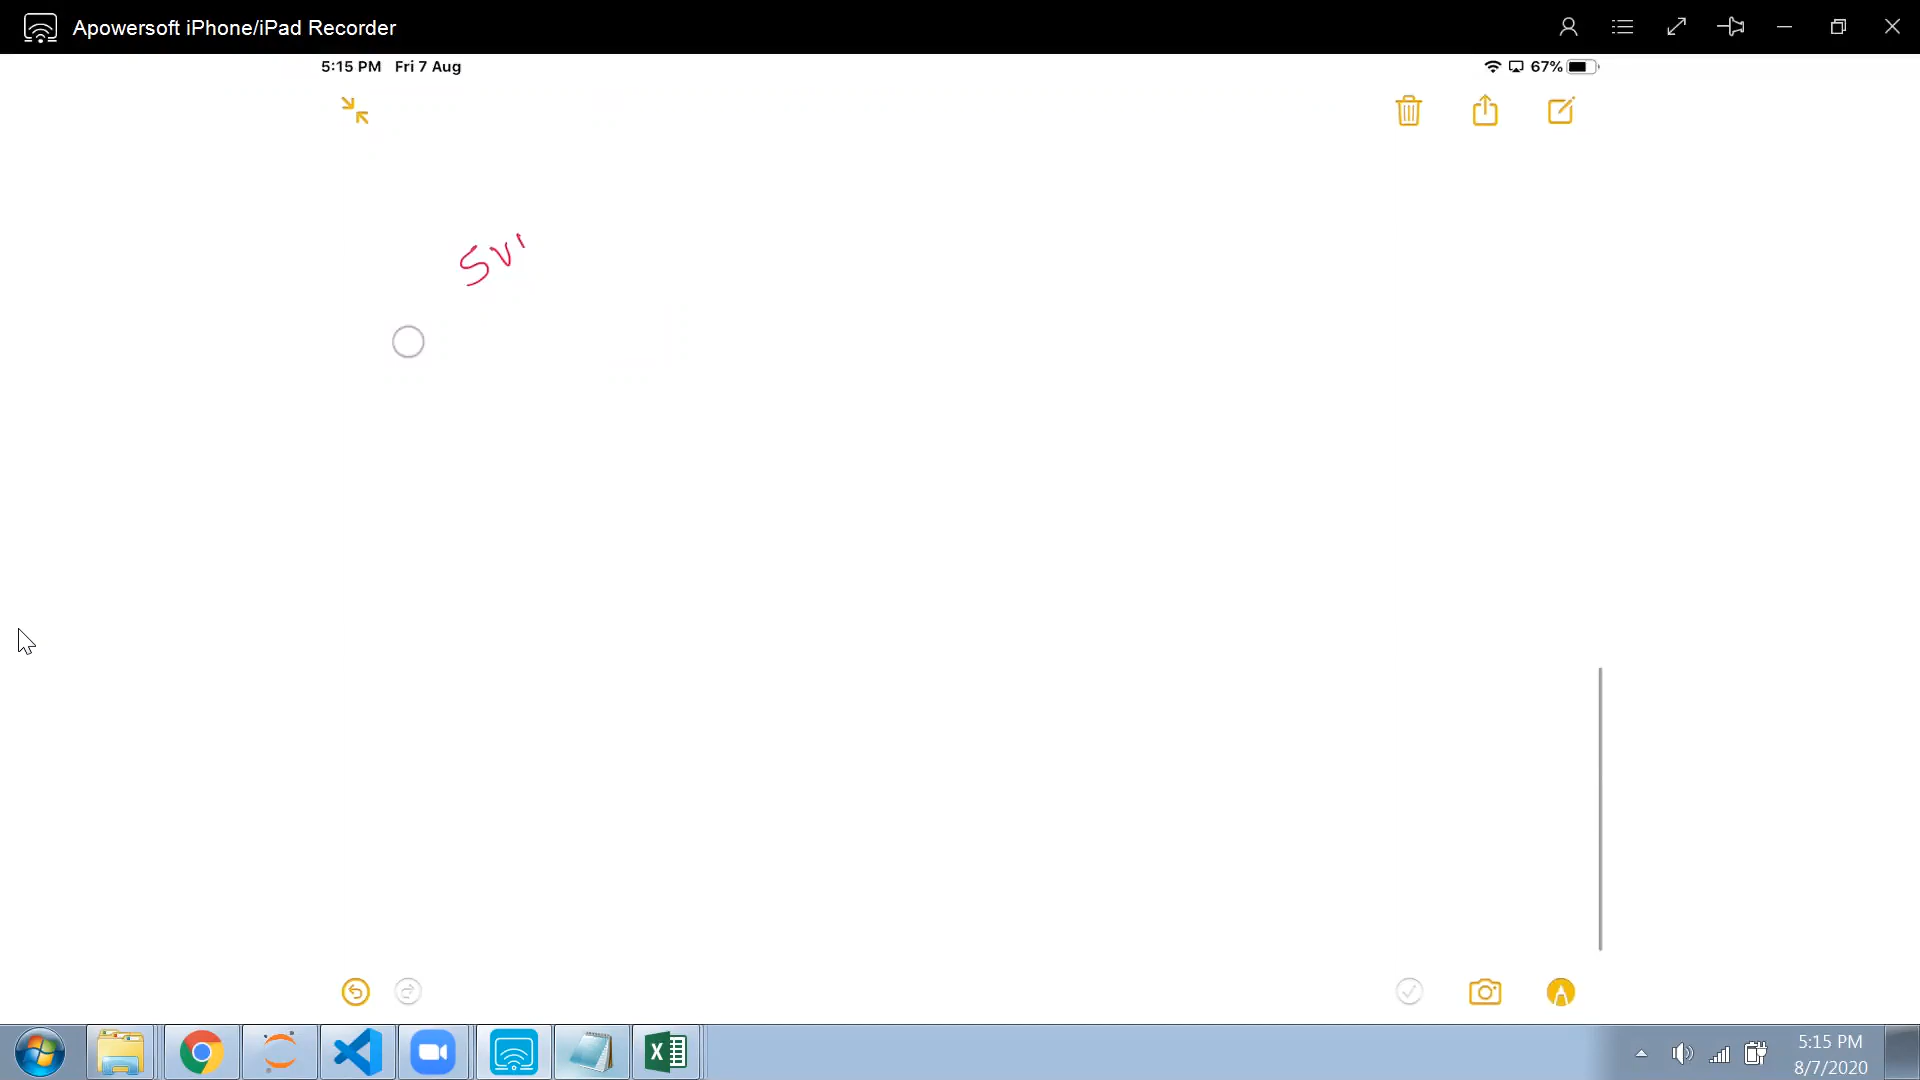 Apowersoft iPhone/iPad Recorder
5:15 PM Fri 7 Aug
67%
5:15 PM
8/7/2020